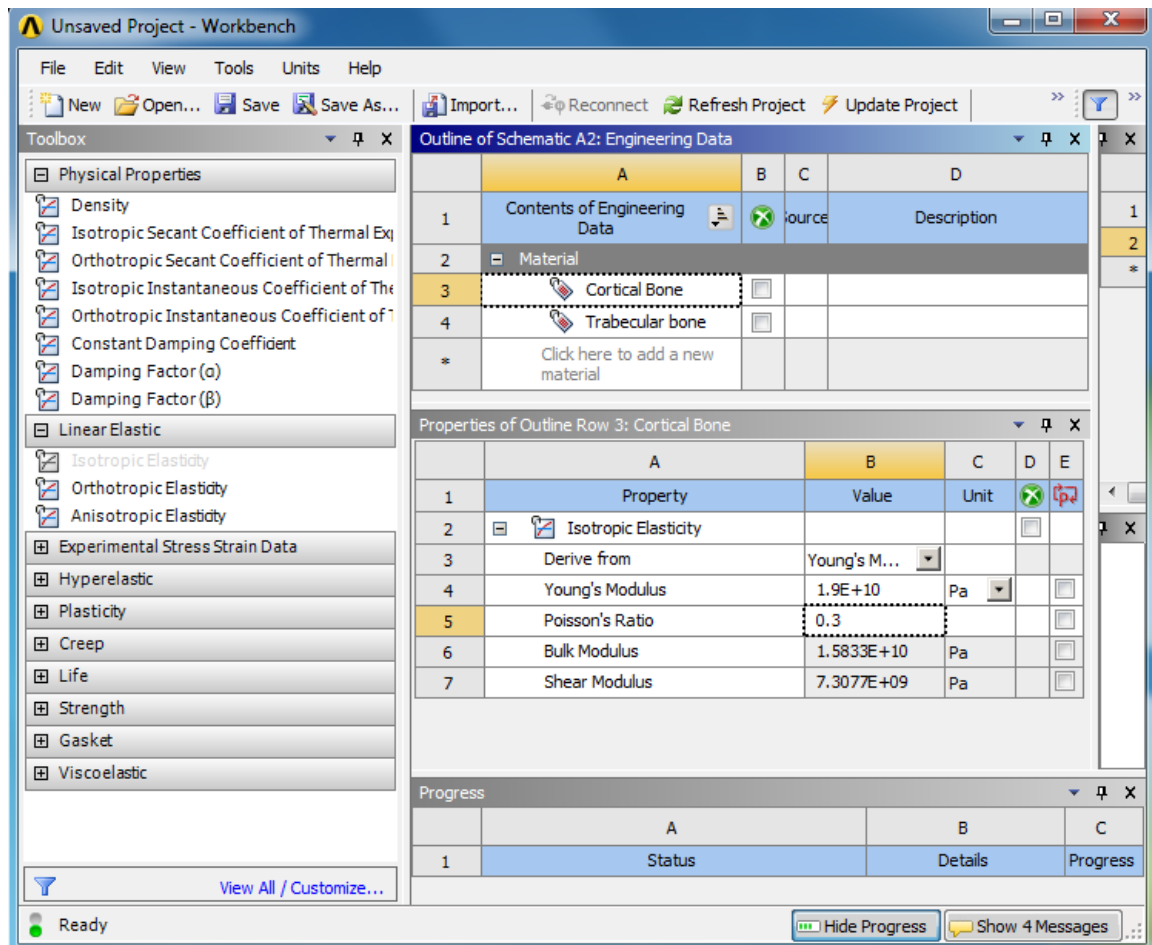 Unsaved Project - Workbench
File Edit View Tools Units Help
New Open... Save Save As... Import... Reconnect Refresh Project Update Project
Toolbox
Physical Properties
Density
Isotropic Secant Coefficient of Thermal Exp
Orthotropic Secant Coefficient of Thermal
Isotropic Instantaneous Coefficient of The
Orthotropic Instantaneous Coefficient of T
Constant Damping Coefficient
Damping Factor (α)
Damping Factor (β)
Linear Elastic
Isotropic Elasticity
Orthotropic Elasticity
Anisotropic Elasticity
Experimental Stress Strain Data
Hyperelastic
Plasticity
Creep
Life
Strength
Gasket
Viscoelastic
View All / Customize...
Outline of Schematic A2: Engineering Data
A B C D
1 Contents of Engineering Data Source Description
2 Material
3 Cortical Bone
4 Trabecular bone
* Click here to add a new material
1
2
*
Properties of Outline Row 3: Cortical Bone
A B C D E
1 Property Value Unit
2 Isotropic Elasticity
3 Derive from Young's M...
4 Young's Modulus 1.9E+10 Pa
5 Poisson's Ratio 0.3
6 Bulk Modulus 1.5833E+10 Pa
7 Shear Modulus 7.3077E+09 Pa
Progress
A B C
1 Status Details Progress
Ready Hide Progress Show 4 Messages